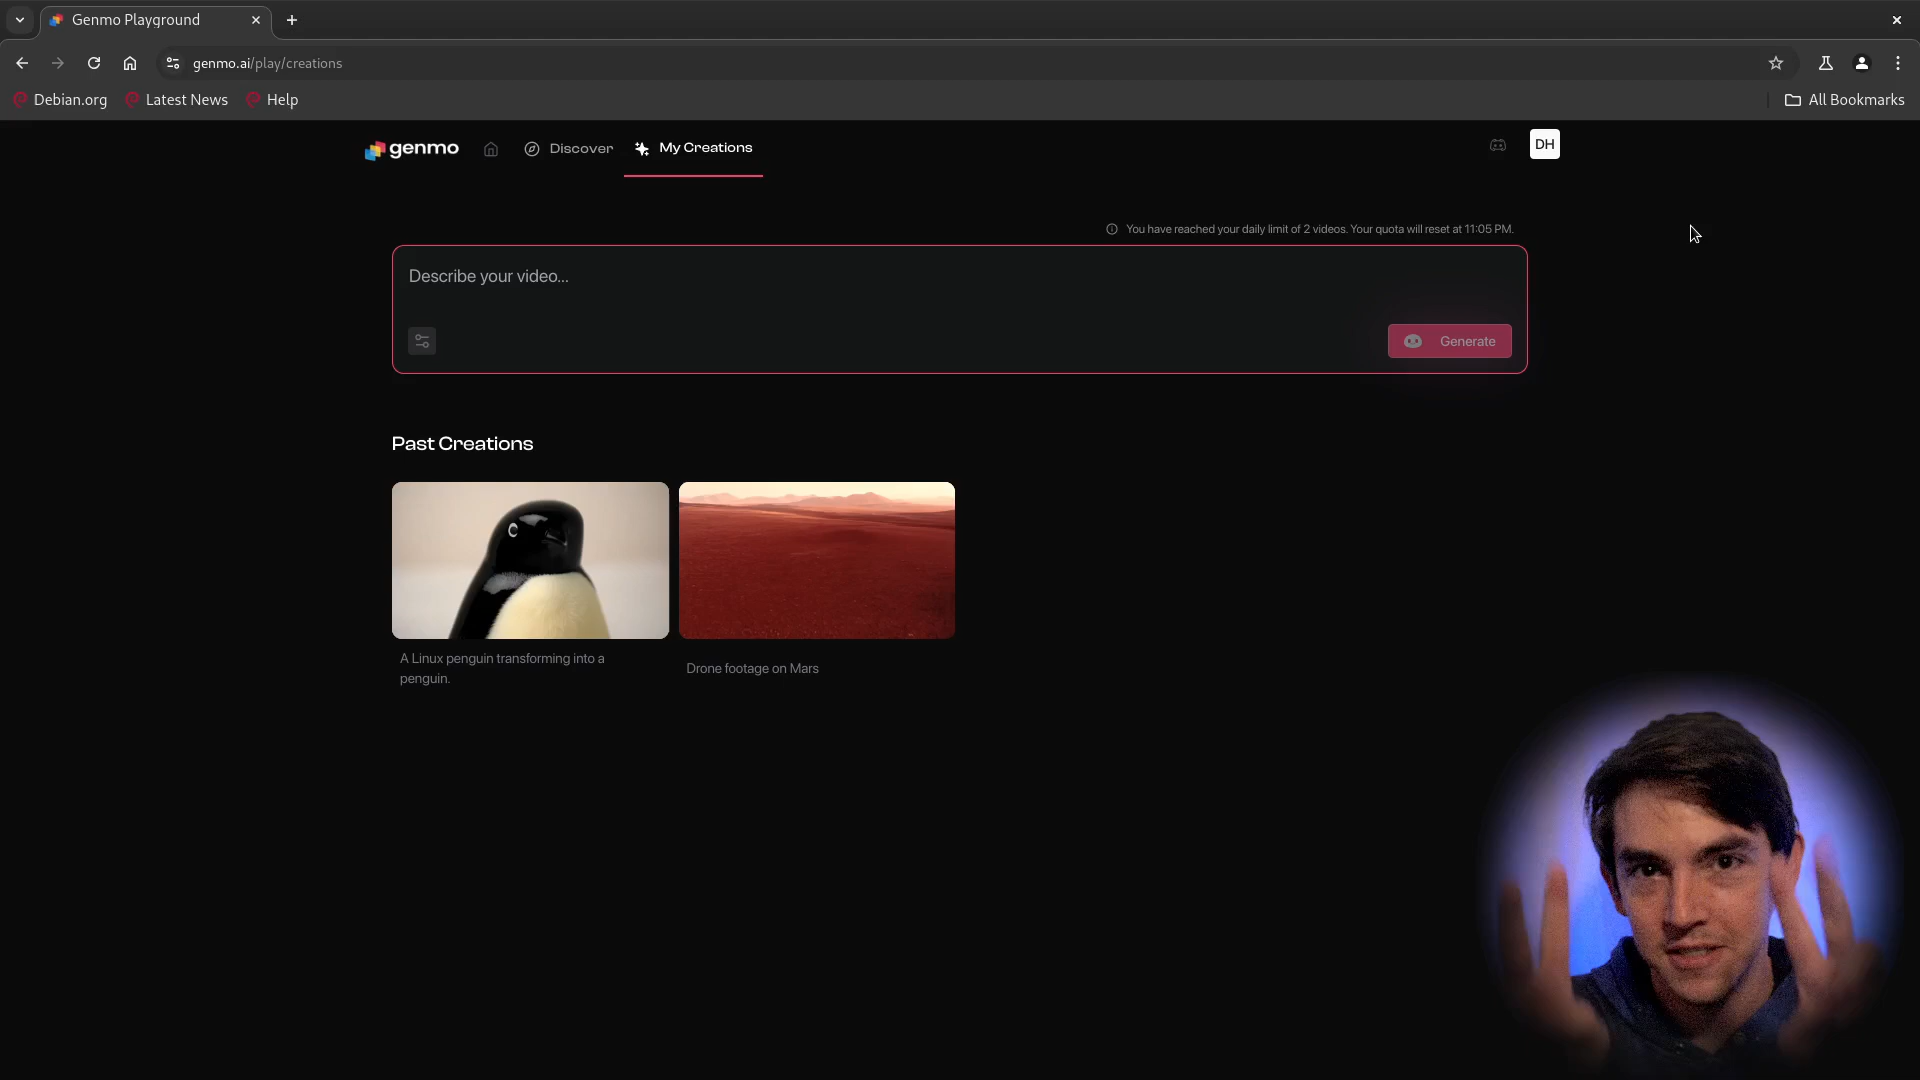 Genmo Playground
genmo.ai/play/creations
Debian.org
Latest News
Help
All Bookmarks
genmo
Discover
My Creations
DH
You have reached your daily limit of 2 videos. Your quota will reset at 11:05 PM.
Describe your video...
Generate
Past Creations
A Linux penguin transforming into a
penguin.
Drone footage on Mars